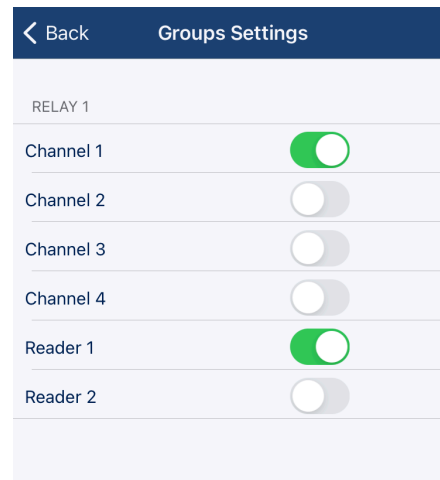 Back Groups Settings
RELAY 1
Channel 1
Channel 2
Channel 3
Channel 4
Reader 1
Reader 2